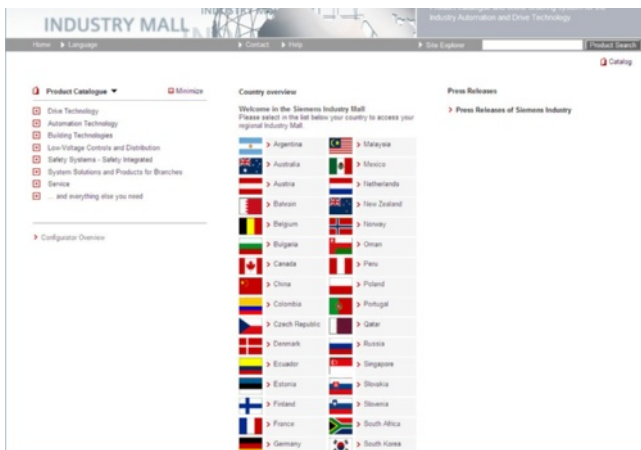 INDUSTRY MALL
Industry Automation and Drive Technology.
Home Language Contact Help Site Explorer Product Search
Catalog
Product Catalogue Minimize
Drive Technology
Automation Technology
Building Technologies
Low-Voltage Controls and Distribution
Safety Systems - Safety Integrated
System Solutions and Products for Branches
Service
... and everything else you need
Configurator Overview
Country overview
Welcome in the Siemens Industry Mall
Please select in the list below your country to access your
regional Industry Mall.
Argentina Malaysia
Australia Mexico
Austria Netherlands
Bahrain New Zealand
Belgium Norway
Bulgaria Oman
Canada Peru
China Poland
Colombia Portugal
Czech Republic Qatar
Denmark Russia
Ecuador Singapore
Estonia Slovakia
Finland Slovenia
France South Africa
Germany South Korea
Press Releases
Press Releases of Siemens Industry